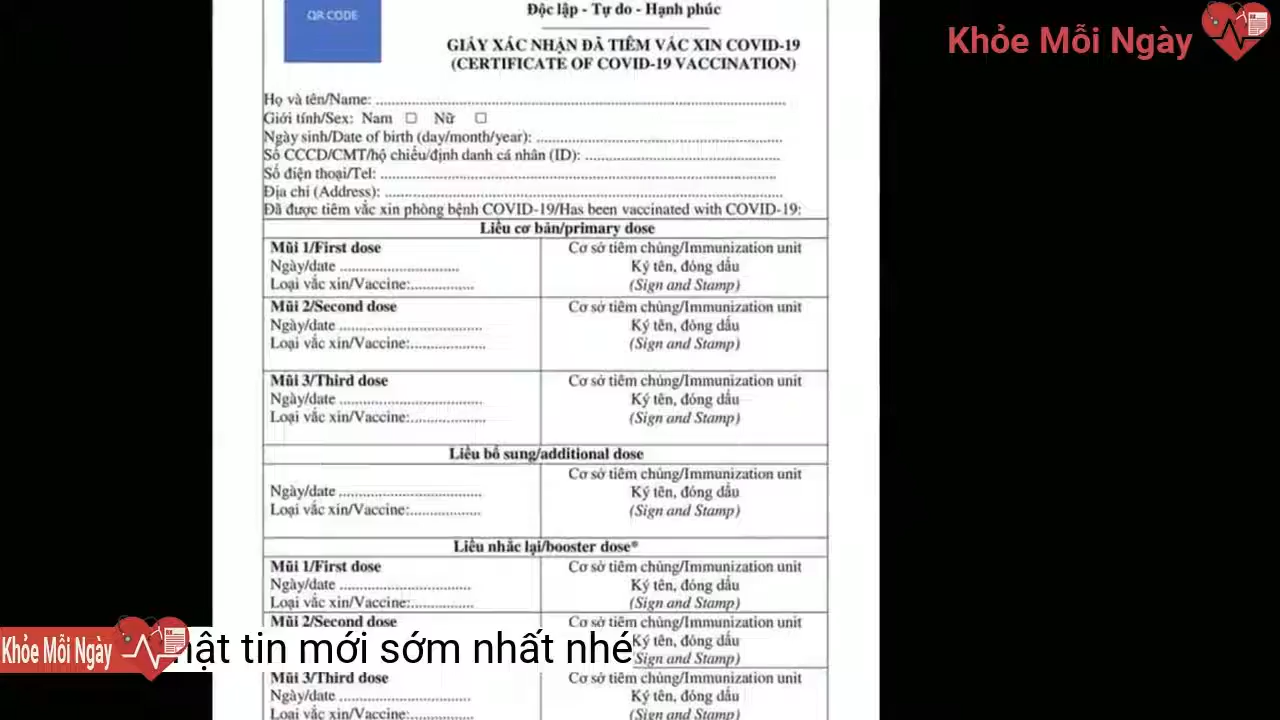 QR CODE
Độc lập - Tự do - Hạnh phúc
GIẤY XÁC NHẬN ĐÃ TIÊM VẮC XIN COVID-19
(CERTIFICATE OF COVID-19 VACCINATION)
Khỏe Mỗi Ngày
Họ và tên/Name: ........................................
Giới tính/Sex: Nam ☐ Nữ ☐
Ngày sinh/Date of birth (day/month/year): ........................................
Số CCCD/CMT/hộ chiếu/định danh cá nhân (ID): ........................................
Số điện thoại/Tel: ........................................
Địa chỉ (Address): ........................................
Đã được tiêm vắc xin phòng bệnh COVID-19/Has been vaccinated with COVID-19:
Liều cơ bản/primary dose
Mũi 1/First dose
Ngày/date ..............................
Loại vắc xin/Vaccine:................
Cơ sở tiêm chủng/Immunization unit
Ký tên, đóng dấu
(Sign and Stamp)
Mũi 2/Second dose
Ngày/date ..................................
Loại vắc xin/Vaccine:...................
Cơ sở tiêm chủng/Immunization unit
Ký tên, đóng dấu
(Sign and Stamp)
Mũi 3/Third dose
Ngày/date ..................................
Loại vắc xin/Vaccine:...................
Cơ sở tiêm chủng/Immunization unit
Ký tên, đóng dấu
(Sign and Stamp)
Liều bổ sung/additional dose
Ngày/date ..................................
Loại vắc xin/Vaccine:..................
Cơ sở tiêm chủng/Immunization unit
Ký tên, đóng dấu
(Sign and Stamp)
Liều nhắc lại/booster dose*
Mũi 1/First dose
Ngày/date ...............................
Loại vắc xin/Vaccine:................
Cơ sở tiêm chủng/Immunization unit
Ký tên, đóng dấu
(Sign and Stamp)
Mũi 2/Second dose
Cơ sở tiêm chủng/Immunization unit
Ký tên, đóng dấu
Sign and Stamp)
Khỏe Mỗi Ngày
tin mới sớm nhất nhé
Mũi 3/Third dose
Ngày/date ..................................
Loại vắc xin/Vaccine:...................
Cơ sở tiêm chủng/Immunization unit
Ký tên, đóng dấu
(Sign and Stamp)